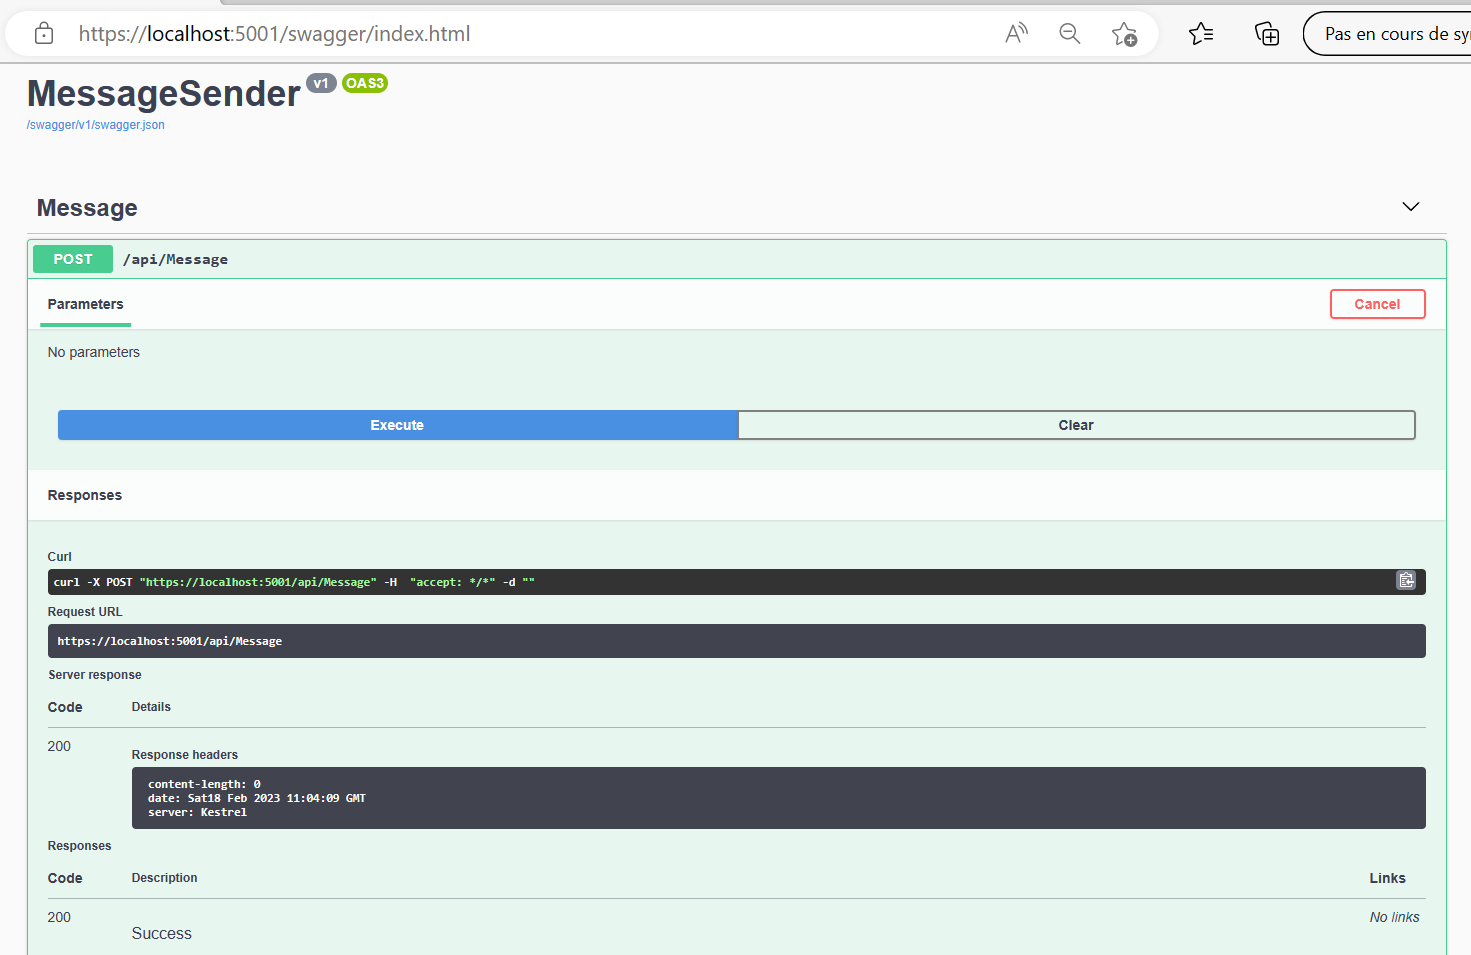 https://localhost:5001/swagger/index.html
Pas en cours de sy
MessageSender v1 OAS3
/swagger/v1/swagger.json
Message
POST /api/Message
Parameters Cancel
No parameters
Execute Clear
Responses
Curl
curl -X POST "https://localhost:5001/api/Message" -H  "accept: */*" -d ""
Request URL
https://localhost:5001/api/Message
Server response
Code Details
200
Response headers
content-length: 0
date: Sat18 Feb 2023 11:04:09 GMT
server: Kestrel
Responses
Code Description Links
200 No links
Success